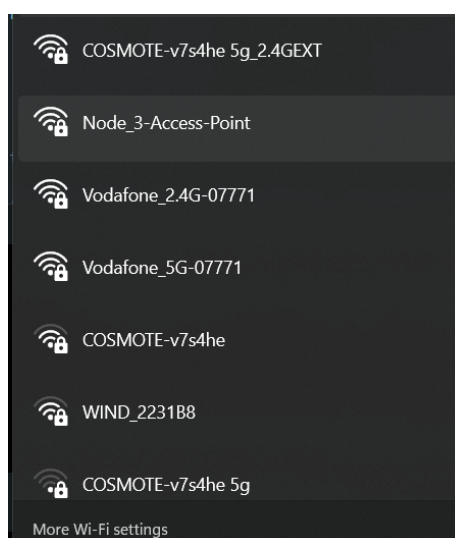 COSMOTE-v7s4he 5g_2.4GEXT
Node_3-Access-Point
Vodafone_2.4G-07771
Vodafone_5G-07771
COSMOTE-v7s4he
WIND_2231B8
COSMOTE-v7s4he 5g
More Wi-Fi settings